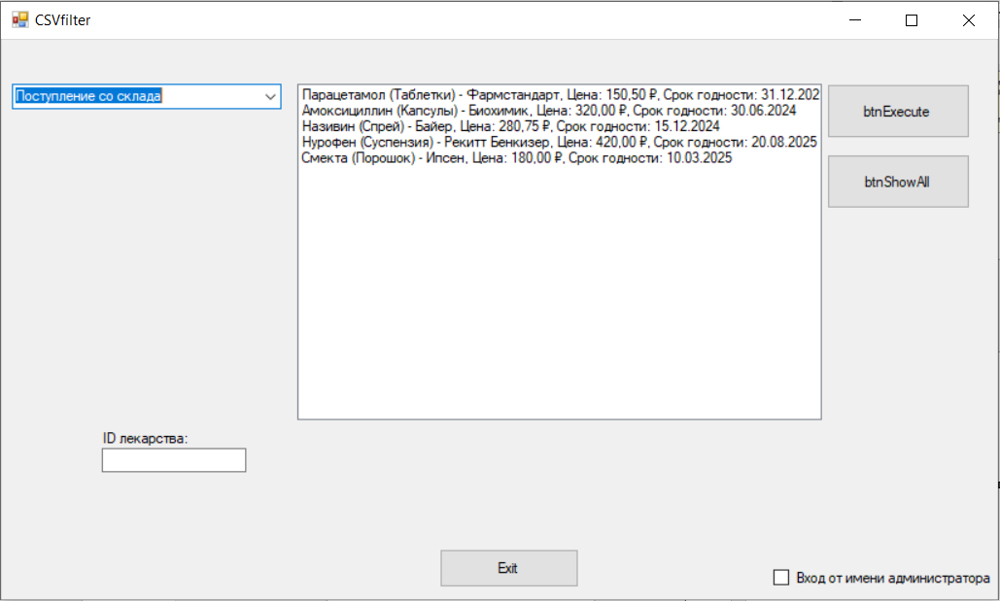 CSVfilter
Поступление со склада
Парацетамол (Таблетки) - Фармстандарт, Цена: 150,50 ₽, Срок годности: 31.12.202
Амоксициллин (Капсулы) - Биохимик, Цена: 320,00 ₽, Срок годности: 30.06.2024
Називин (Спрей) - Байер, Цена: 280,75 ₽, Срок годности: 15.12.2024
Нурофен (Суспензия) - Рекитт Бенкизер, Цена: 420,00 ₽, Срок годности: 20.08.2025
Смекта (Порошок) - Ипсен, Цена: 180,00 ₽, Срок годности: 10.03.2025
btnExecute
btnShowAll
ID лекарства:
Exit
Вход от имени администратора